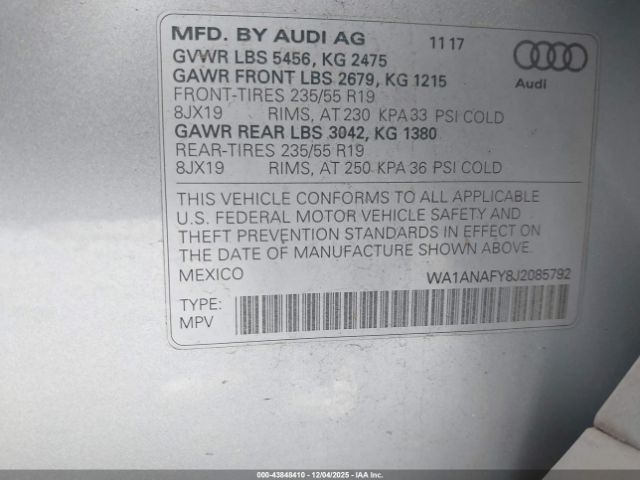 MFD. BY AUDI AG 11 17
GVWR LBS 5456, KG 2475
GAWR FRONT LBS 2679, KG 1215
FRONT-TIRES 235/55 R19
8JX19 RIMS, AT 230 KPA 33 PSI COLD
GAWR REAR LBS 3042, KG 1380
REAR-TIRES 235/55 R19
8JX19 RIMS, AT 250 KPA 36 PSI COLD
Audi
THIS VEHICLE CONFORMS TO ALL APPLICABLE
U.S. FEDERAL MOTOR VEHICLE SAFETY AND
THEFT PREVENTION STANDARDS IN EFFECT ON
THE DATE OF MANUFACTURE SHOWN ABOVE.
MEXICO WA1ANAFY8J2085792
TYPE:
MPV
000-43848410 - 12/04/2025 - IAAI.COM